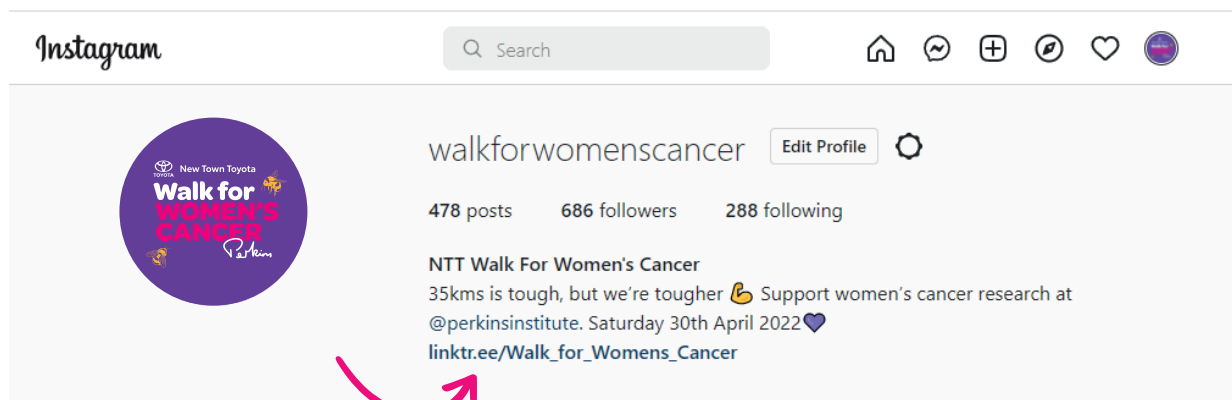 Instagram
Search
TOYOTA
New Town Toyota
Walk for
WOMEN'S
CANCER
Perkins
walkforwomenscancer
Edit Profile
478 posts 686 followers 288 following
NTT Walk For Women's Cancer
35kms is tough, but we're tougher 💪 Support women's cancer research at
@perkinsinstitute. Saturday 30th April 2022💜
linktr.ee/Walk_for_Womens_Cancer